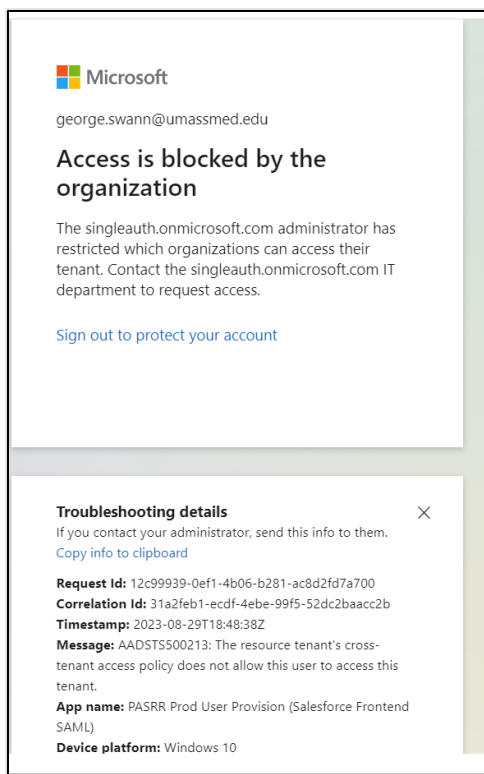 Microsoft
george.swann@umassmed.edu
Access is blocked by the
organization
The singleauth.onmicrosoft.com administrator has
restricted which organizations can access their
tenant. Contact the singleauth.onmicrosoft.com IT
department to request access.
Sign out to protect your account
Troubleshooting details
If you contact your administrator, send this info to them.
Copy info to clipboard
Request Id: 12c99939-0ef1-4b06-b281-ac8d2fd7a700
Correlation Id: 31a2feb1-ecdf-4ebe-99f5-52dc2baacc2b
Timestamp: 2023-08-29T18:48:38Z
Message: AADSTS500213: The resource tenant's cross-
tenant access policy does not allow this user to access this
tenant.
App name: PASRR Prod User Provision (Salesforce Frontend
SAML)
Device platform: Windows 10